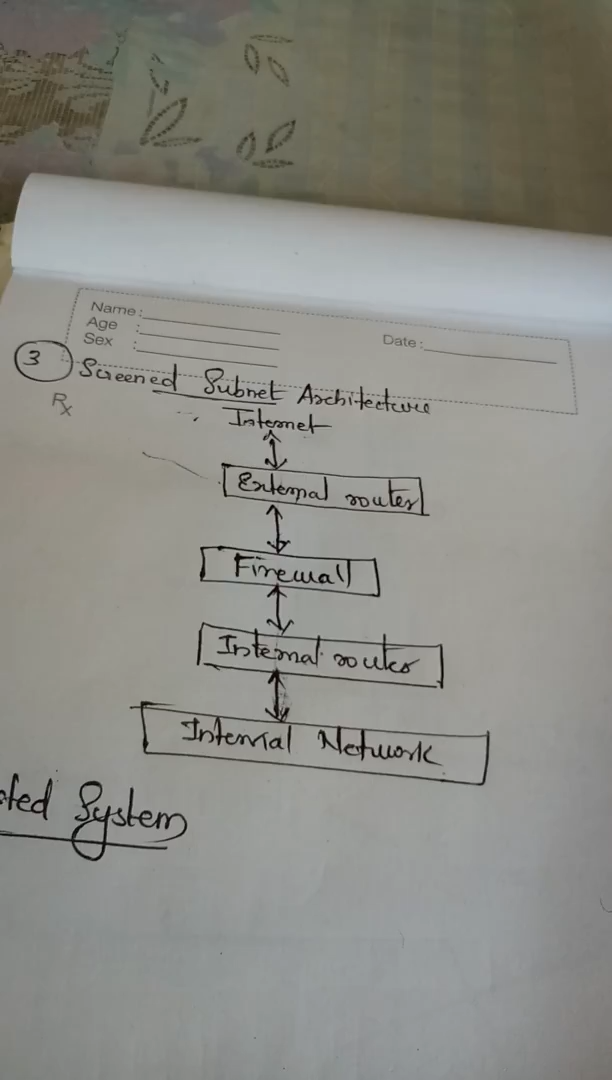 Name:
Age :
Sex :
Date:
3 Screened Subnet Architecture
Rx
Internet
External router
Firewall
Internal router
Internal Network
System